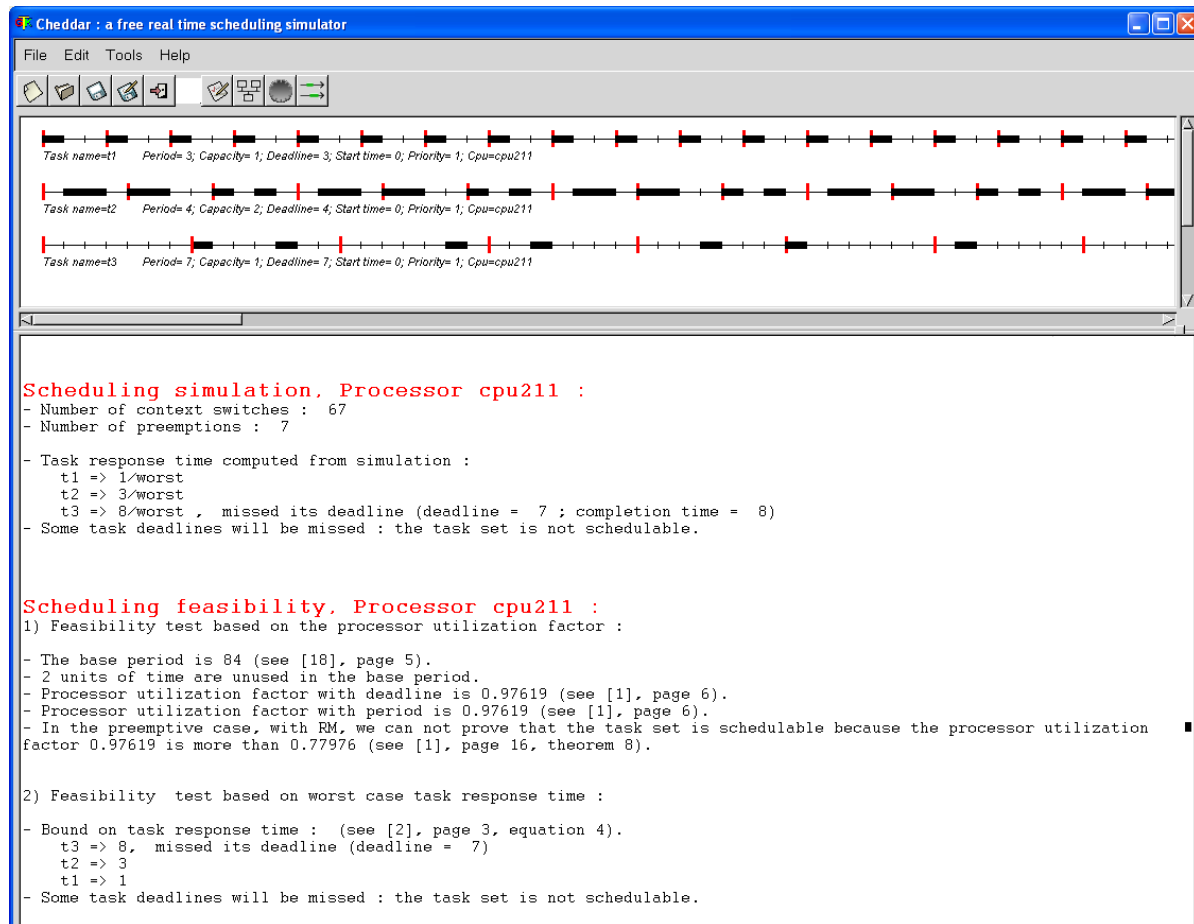 Cheddar : a free real time scheduling simulator
File Edit Tools Help
Task name=t1 Period= 3; Capacity= 1; Deadline= 3; Start time= 0; Priority= 1; Cpu=cpu211
Task name=t2 Period= 4; Capacity= 2; Deadline= 4; Start time= 0; Priority= 1; Cpu=cpu211
Task name=t3 Period= 7; Capacity= 1; Deadline= 7; Start time= 0; Priority= 1; Cpu=cpu211
Scheduling simulation, Processor cpu211 :
- Number of context switches : 67
- Number of preemptions : 7
- Task response time computed from simulation :
t1 => 1/worst
t2 => 3/worst
t3 => 8/worst , missed its deadline (deadline = 7 ; completion time = 8)
- Some task deadlines will be missed : the task set is not schedulable.
Scheduling feasibility, Processor cpu211 :
1) Feasibility test based on the processor utilization factor :
- The base period is 84 (see [18], page 5).
- 2 units of time are unused in the base period.
- Processor utilization factor with deadline is 0.97619 (see [1], page 6).
- Processor utilization factor with period is 0.97619 (see [1], page 6).
- In the preemptive case, with RM, we can not prove that the task set is schedulable because the processor utilization
factor 0.97619 is more than 0.77976 (see [1], page 16, theorem 8).
2) Feasibility test based on worst case task response time :
- Bound on task response time : (see [2], page 3, equation 4).
t3 => 8, missed its deadline (deadline = 7)
t2 => 3
t1 => 1
- Some task deadlines will be missed : the task set is not schedulable.